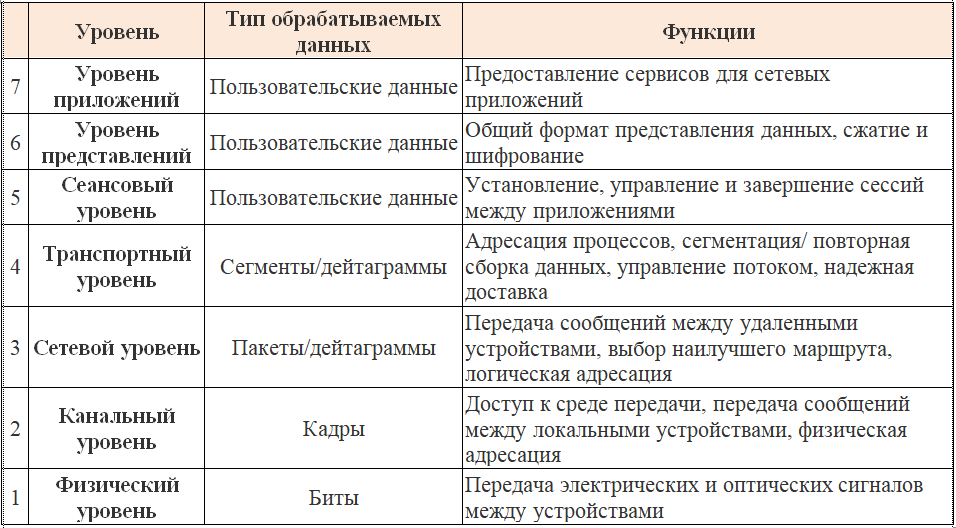 Уровень
Тип обрабатываемых
данных
Функции
7
Уровень
приложений
Пользовательские данные
Предоставление сервисов для сетевых
приложений
6
Уровень
представлений
Пользовательские данные
Общий формат представления данных, сжатие и
шифрование
5
Сеансовый
уровень
Пользовательские данные
Установление, управление и завершение сессий
между приложениями
4
Транспортный
уровень
Сегменты/дейтаграммы
Адресация процессов, сегментация/ повторная
сборка данных, управление потоком, надежная
доставка
3
Сетевой уровень
Пакеты/дейтаграммы
Передача сообщений между удаленными
устройствами, выбор наилучшего маршрута,
логическая адресация
2
Канальный
уровень
Кадры
Доступ к среде передачи, передача сообщений
между локальными устройствами, физическая
адресация
1
Физический
уровень
Биты
Передача электрических и оптических сигналов
между устройствами